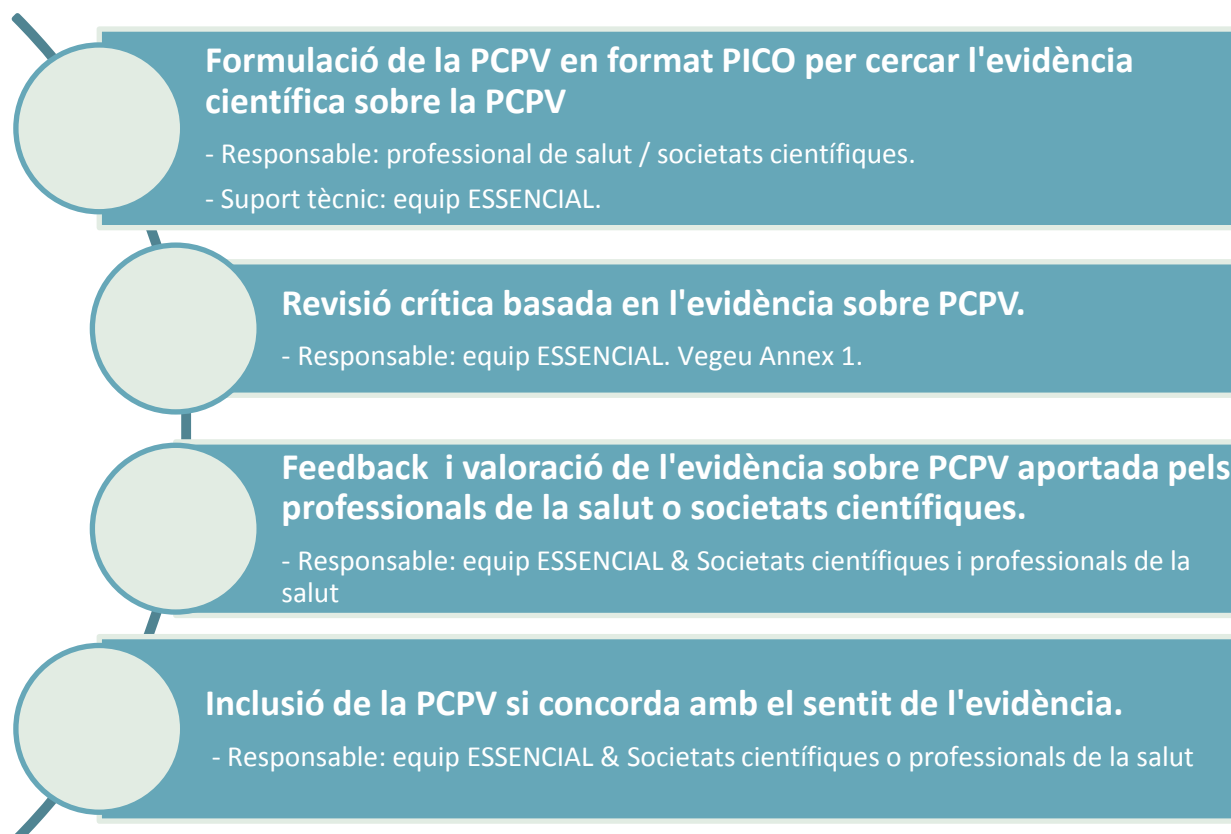 Formulació de la PCPV en format PICO per cercar l'evidència
científica sobre la PCPV
- Responsable: professional de salut / societats científiques.
- Suport tècnic: equip ESSENCIAL.
Revisió crítica basada en l'evidència sobre PCPV.
- Responsable: equip ESSENCIAL. Vegeu Annex 1.
Feedback  i valoració de l'evidència sobre PCPV aportada pels
professionals de la salut o societats científiques.
- Responsable: equip ESSENCIAL & Societats científiques i professionals de la
salut
Inclusió de la PCPV si concorda amb el sentit de l'evidència.
- Responsable: equip ESSENCIAL & Societats científiques o professionals de la salut